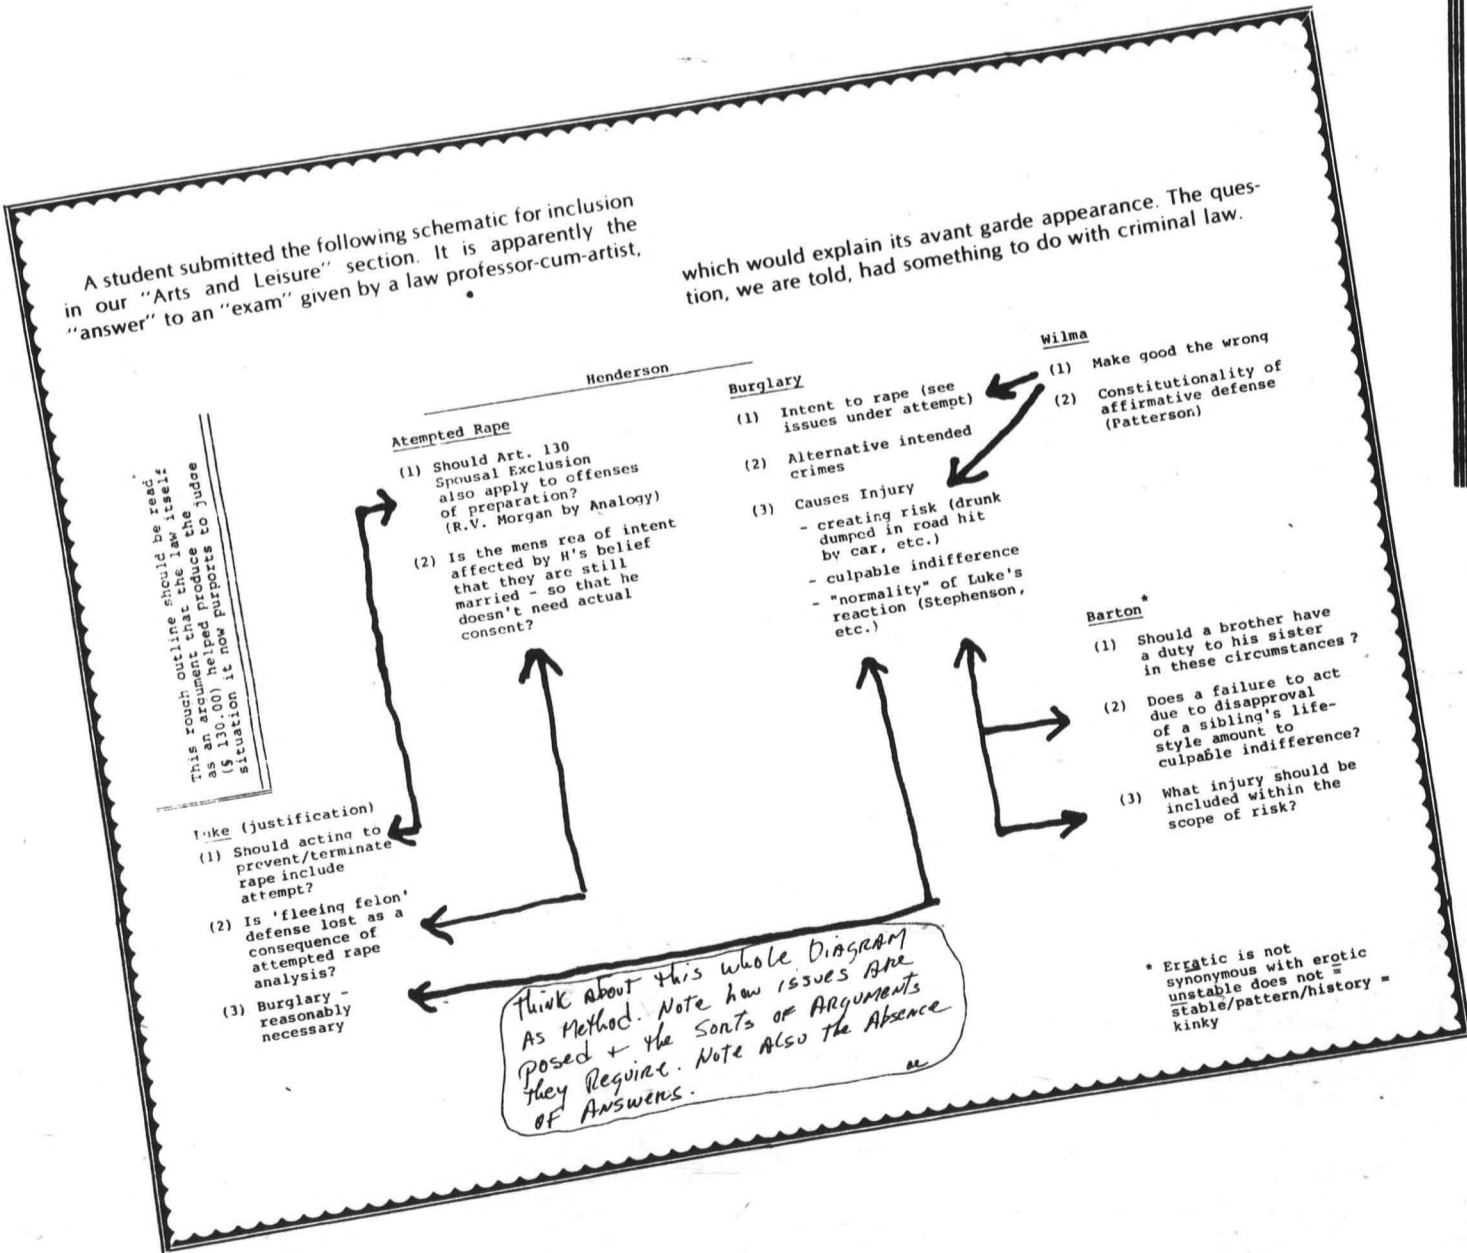 A student submitted the following schematic for inclusion
in our "Arts and Leisure" section. It is apparently the
"answer" to an "exam" given by a law professor-cum-artist,
which would explain its avant garde appearance. The ques-
tion, we are told, had something to do with criminal law.
This rough outline should be read
as an argument that the law itself
(§ 130.00) helped produce the
situation it now purports to judge
Henderson
Atempted Rape
(1) Should Art. 130
Spousal Exclusion
also apply to offenses
of preparation?
(R.V. Morgan by Analogy)
(2) Is the mens rea of intent
affected by H's belief
that they are still
married - so that he
doesn't need actual
consent?
Burglary
(1) Intent to rape (see
issues under attempt)
(2) Alternative intended
crimes
(3) Causes Injury
- creating risk (drunk
dumped in road hit
by car, etc.)
- culpable indifference
- "normality" of Luke's
reaction (Stephenson,
etc.)
Wilma
(1) Make good the wrong
(2) Constitutionality of
affirmative defense
(Patterson)
Barton*
(1) Should a brother have
a duty to his sister
in these circumstances ?
(2) Does a failure to act
due to disapproval
of a sibling's life-
style amount to
culpable indifference?
(3) What injury should be
included within the
scope of risk?
Luke (justification)
(1) Should acting to
prevent/terminate
rape include
attempt?
(2) Is 'fleeing felon'
defense lost as a
consequence of
attempted rape
analysis?
(3) Burglary -
reasonably
necessary
Think About this whole Diagram
As Method. Note how issues Are
posed + the Sorts of Arguments
they Require. Note Also the Absence
of Answers.
* Erratic is not
synonymous with erotic
unstable does not =
stable/pattern/history =
kinky